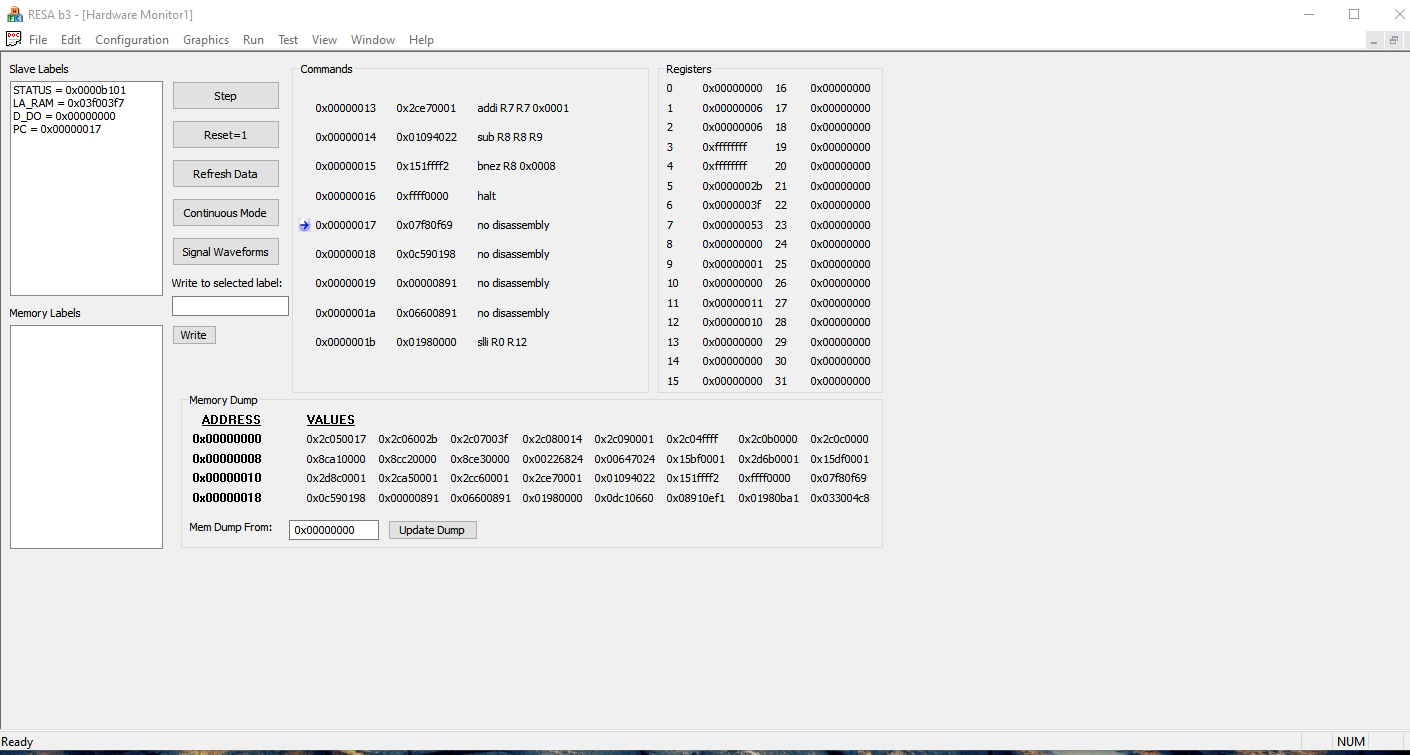 RESA b3 - [Hardware Monitor1]
File Edit Configuration Graphics Run Test View Window Help
Slave Labels
STATUS = 0x0000b101
LA_RAM = 0x03f003f7
D_DO = 0x00000000
PC = 0x00000017
Step
Reset=1
Refresh Data
Continuous Mode
Signal Waveforms
Write to selected label:
Write
Memory Labels
Commands
0x00000013 0x2ce70001 addi R7 R7 0x0001
0x00000014 0x01094022 sub R8 R8 R9
0x00000015 0x151ffff2 bnez R8 0x0008
0x00000016 0xffff0000 halt
0x00000017 0x07f80f69 no disassembly
0x00000018 0x0c590198 no disassembly
0x00000019 0x00000891 no disassembly
0x0000001a 0x06600891 no disassembly
0x0000001b 0x01980000 slli R0 R12
Registers
0 0x00000000 16 0x00000000
1 0x00000006 17 0x00000000
2 0x00000006 18 0x00000000
3 0xffffffff 19 0x00000000
4 0xffffffff 20 0x00000000
5 0x0000002b 21 0x00000000
6 0x0000003f 22 0x00000000
7 0x00000053 23 0x00000000
8 0x00000000 24 0x00000000
9 0x00000001 25 0x00000000
10 0x00000000 26 0x00000000
11 0x00000011 27 0x00000000
12 0x00000010 28 0x00000000
13 0x00000000 29 0x00000000
14 0x00000000 30 0x00000000
15 0x00000000 31 0x00000000
Memory Dump
ADDRESS VALUES
0x00000000 0x2c050017 0x2c06002b 0x2c07003f 0x2c080014 0x2c090001 0x2c04ffff 0x2c0b0000 0x2c0c0000
0x00000008 0x8ca10000 0x8cc20000 0x8ce30000 0x00226824 0x00647024 0x15bf0001 0x2d6b0001 0x15df0001
0x00000010 0x2d8c0001 0x2ca50001 0x2cc60001 0x2ce70001 0x01094022 0x151ffff2 0xffff0000 0x07f80f69
0x00000018 0x0c590198 0x00000891 0x06600891 0x01980000 0x0dc10660 0x08910ef1 0x01980ba1 0x033004c8
Mem Dump From: 0x00000000 Update Dump
Ready NUM